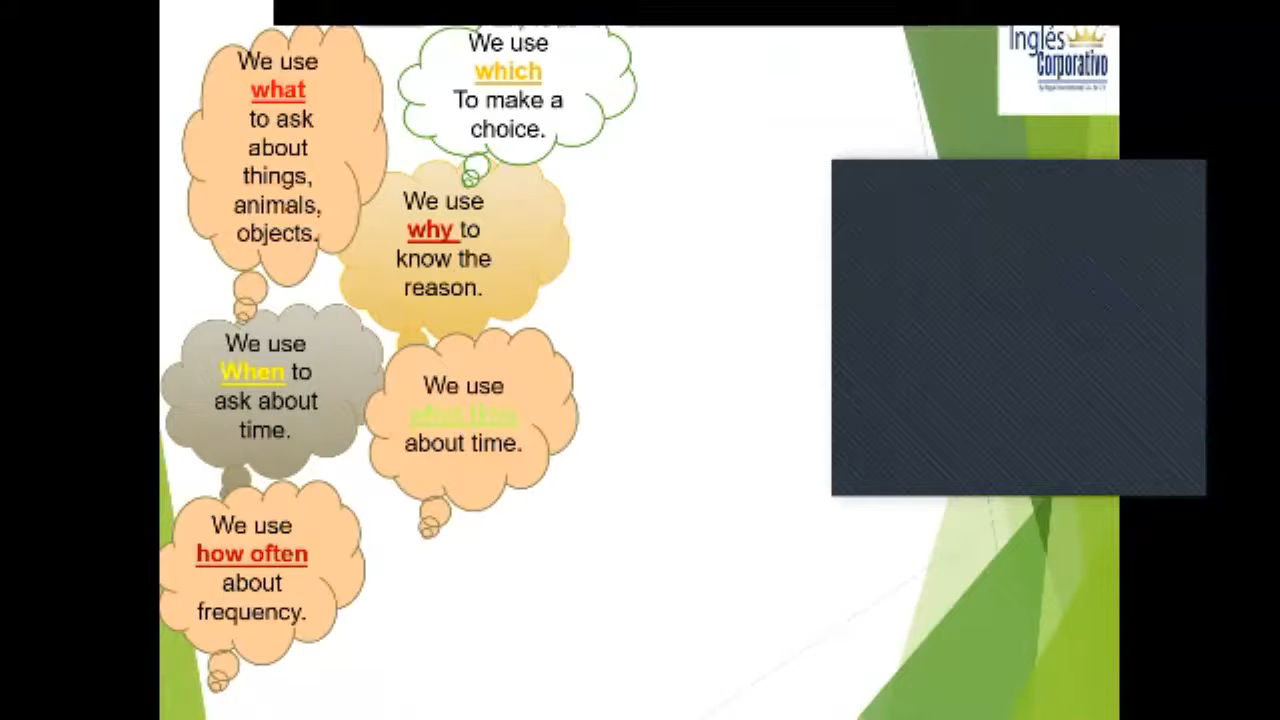 We use
what
to ask
about
things,
animals,
objects.
We use
which
To make a
choice.
We use
why to
know the
reason.
We use
When to
ask about
time.
We use
what time
about time.
We use
how often
about
frequency.
Inglés
Corporativo